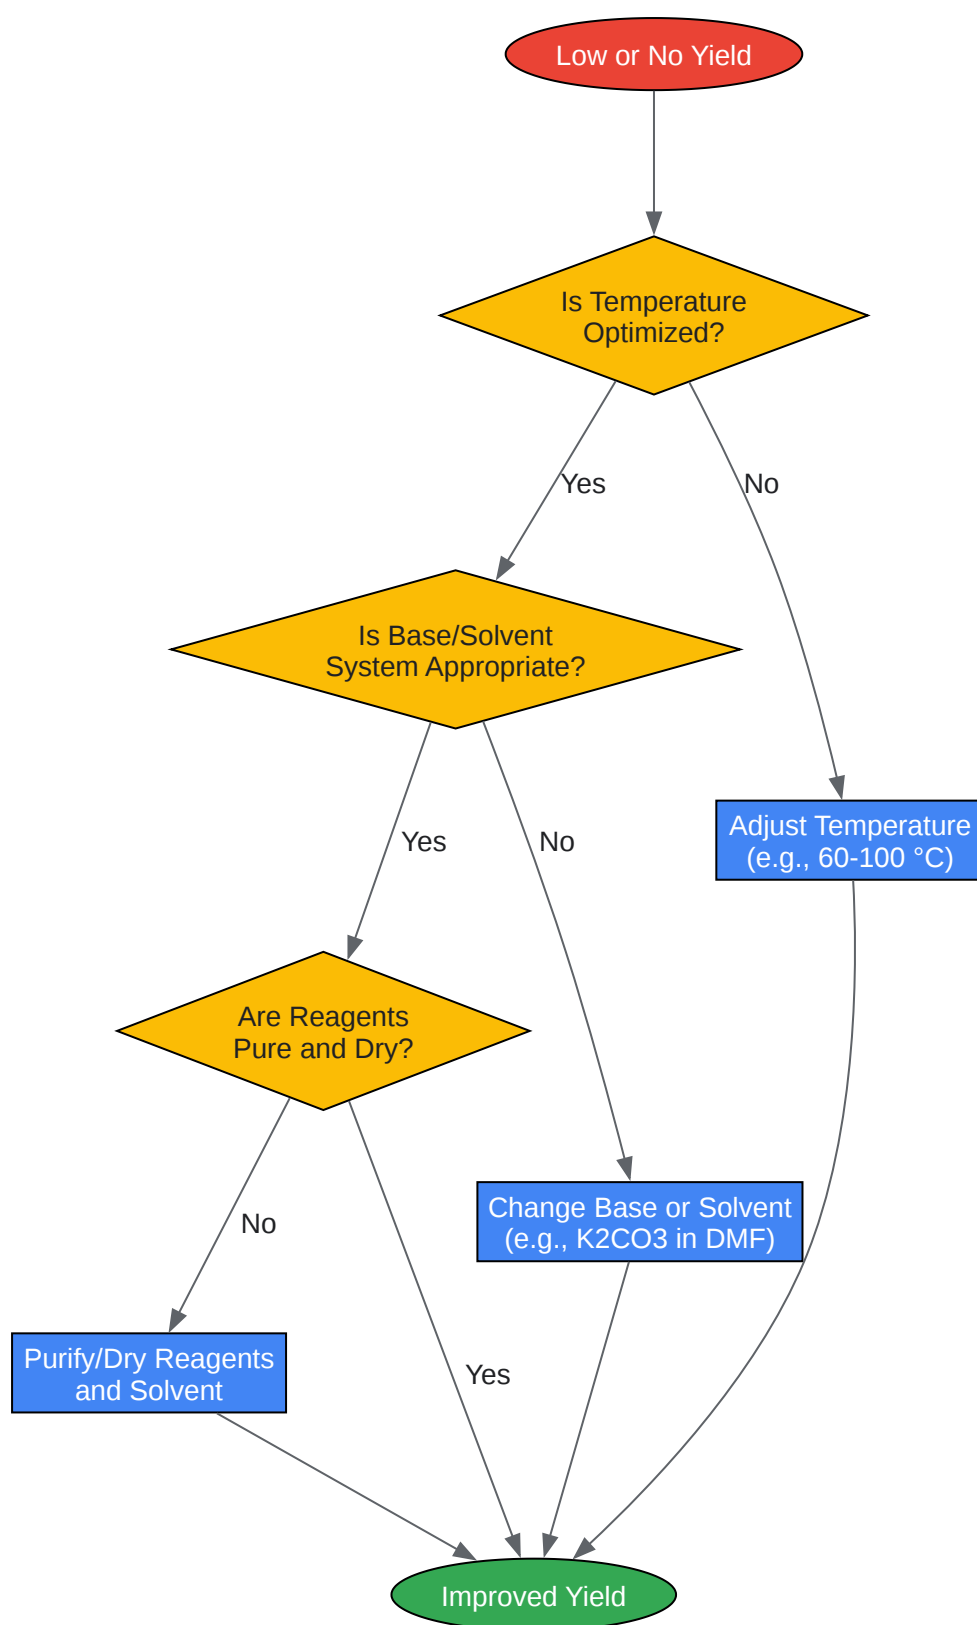 Low or No Yield
Is Temperature
Optimized?
Yes
No
Is Base/Solvent
System Appropriate?
Adjust Temperature
(e.g., 60-100 °C)
Yes
No
Are Reagents
Pure and Dry?
Change Base or Solvent
(e.g., K2CO3 in DMF)
No
Purify/Dry Reagents
and Solvent
Yes
Improved Yield